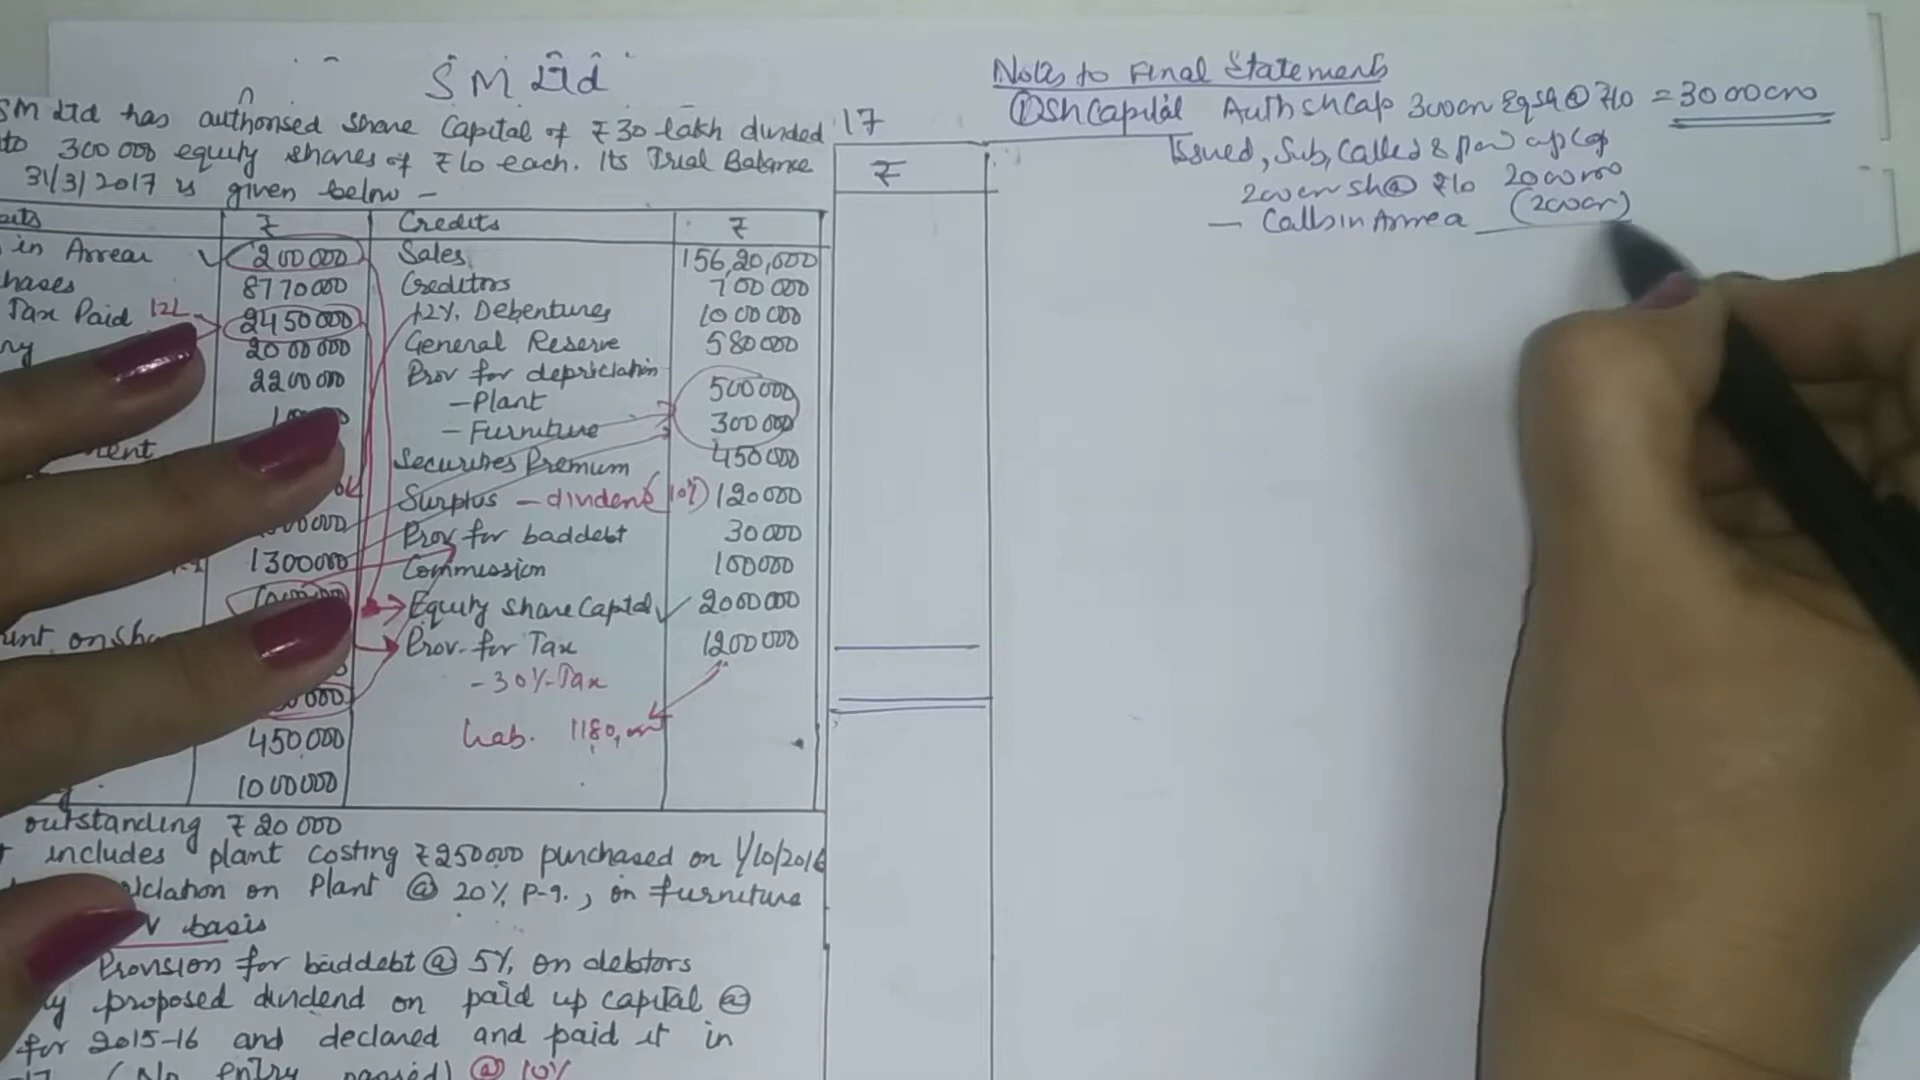 SM Ltd
SM Ltd has authorised share Capital of ₹30 lakh divided
to 300000 equity shares of ₹10 each. Its Trial Balance
31/3/2017 is given below -
₹ Credits ₹
in Arrear 200000 Sales 156,20,000
8770000 Creditors 700000
Tax Paid 12L 2450000 12% Debentures 1000000
2000000 General Reserve 580000
2200000 Prov for depriciation
- Plant 500000
- Furniture 300000
Securities Premium 450000
Surplus - dividend (10%) 120000
Prov for baddebt 30000
1300000 Commission 100000
Equity Share Capital 2000000
Prov. for Tax 1200000
- 30% Tax
450000 Liab. 1180,000
1000000
outstanding ₹20000
includes plant costing ₹250000 purchased on 1/10/2016
on Plant @ 20% p.a., on furniture
basis
Provision for baddebt @ 5% on debtors
proposed dividend on paid up capital @
for 2015-16 and declared and paid it in
(No entry passed) @ 10%
17
₹
Notes to Final Statements
① Sh Capital Auth Sh Cap 300000 Eq Sh @ ₹10 = 3000000
Issued, Sub, Called & Paid up Cap
200000 sh @ ₹10 2000000
- Calls in Arrea (200000)